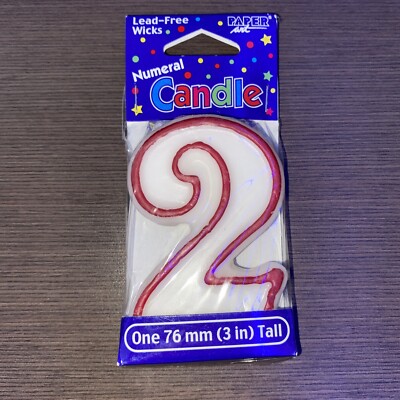 Lead-Free
Wicks
PAPER
art
Numeral
Candle
2
One 76 mm (3 in) Tall